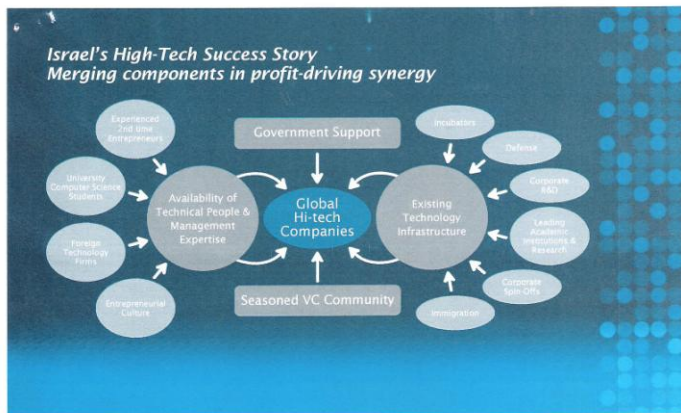 Israel's High-Tech Success Story
Merging components in profit-driving synergy
Experienced
2nd time
Entrepreneurs
University
Computer Science
Students
Foreign
Technology
Firms
Entrepreneurial
Culture
Availability of
Technical People &
Management
Expertise
Government Support
Global
Hi-tech
Companies
Seasoned VC Community
Existing
Technology
Infrastructure
Incubators
Defense
Corporate
R&D
Leading
Academic
Institutions &
Research
Corporate
Spin-Offs
Immigration